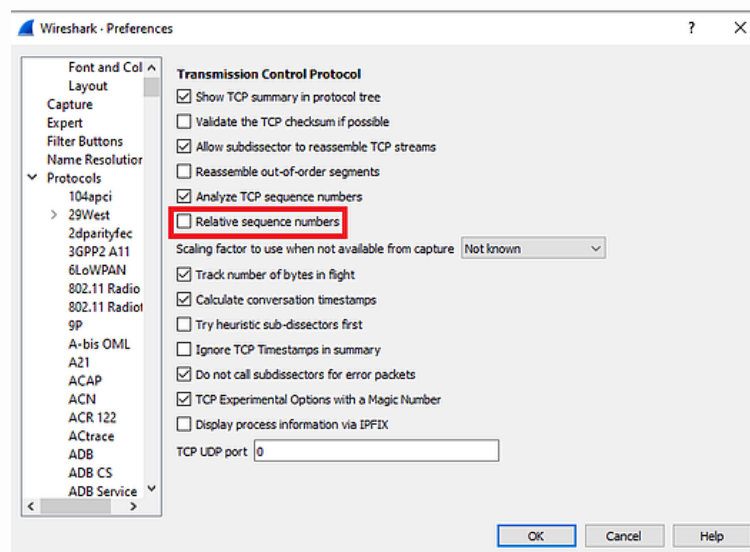 Wireshark · Preferences
? ×
Font and Col
Layout
Capture
Expert
Filter Buttons
Name Resolution
Protocols
104apci
29West
2dparityfec
3GPP2 A11
6LoWPAN
802.11 Radio
802.11 Radiot
9P
A-bis OML
A21
ACAP
ACN
ACR 122
ACtrace
ADB
ADB CS
ADB Service
Transmission Control Protocol
Show TCP summary in protocol tree
Validate the TCP checksum if possible
Allow subdissector to reassemble TCP streams
Reassemble out-of-order segments
Analyze TCP sequence numbers
Relative sequence numbers
Scaling factor to use when not available from capture Not known
Track number of bytes in flight
Calculate conversation timestamps
Try heuristic sub-dissectors first
Ignore TCP Timestamps in summary
Do not call subdissectors for error packets
TCP Experimental Options with a Magic Number
Display process information via IPFIX
TCP UDP port 0
OK Cancel Help